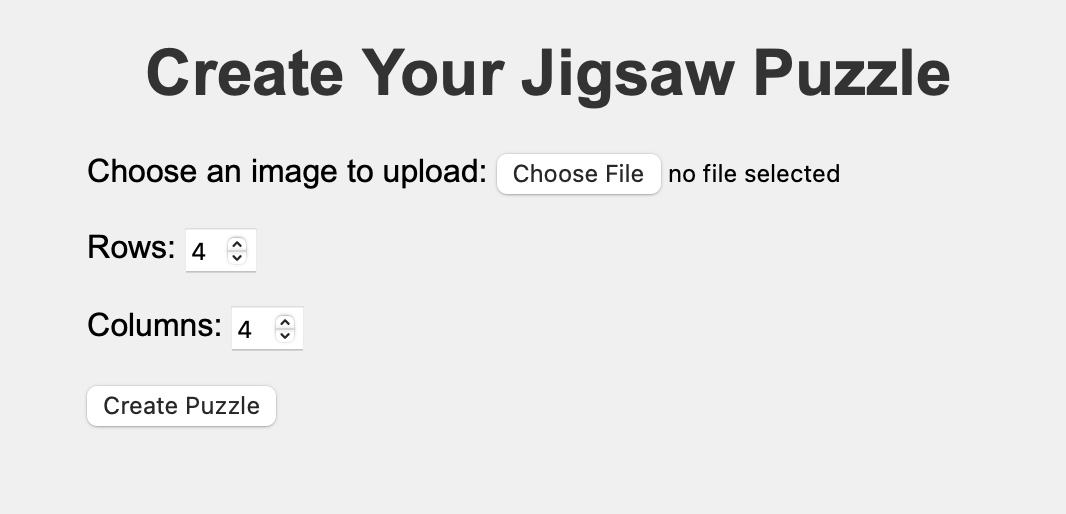 Create Your Jigsaw Puzzle
Choose an image to upload: Choose File no file selected
Rows: 4
Columns: 4
Create Puzzle